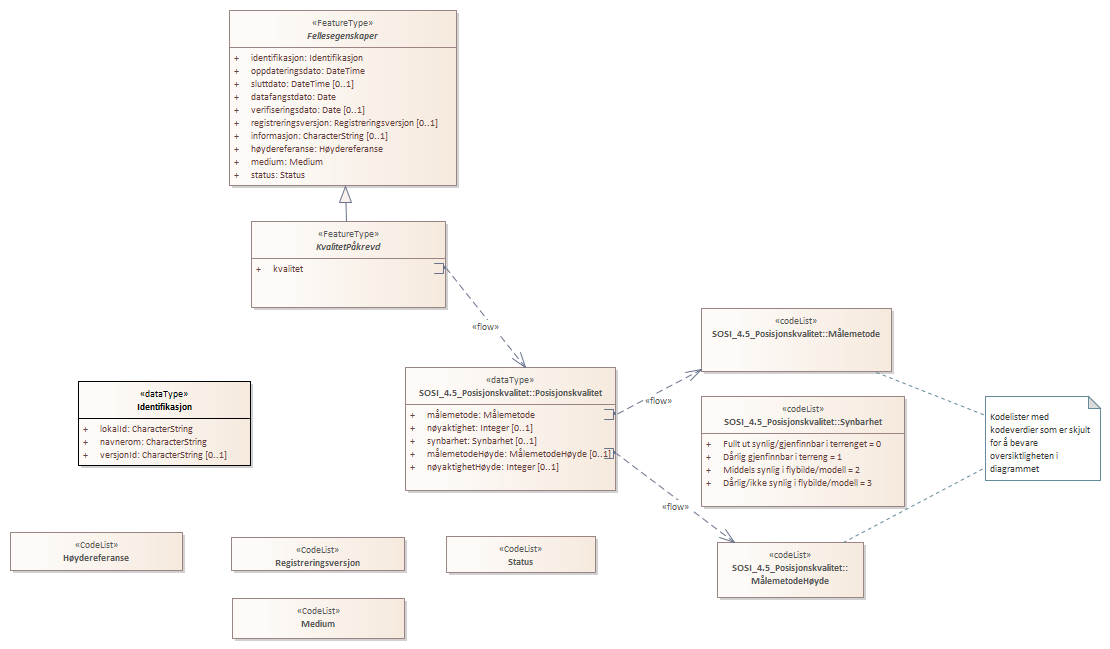 «FeatureType»
Fellesegenskaper
+ identifikasjon: Identifikasjon
+ oppdateringsdato: DateTime
+ sluttdato: DateTime [0..1]
+ datafangstdato: Date
+ verifiseringsdato: Date [0..1]
+ registreringsversjon: Registreringsversjon [0..1]
+ informasjon: CharacterString [0..1]
+ høydereferanse: Høydereferanse
+ medium: Medium
+ status: Status
«FeatureType»
KvalitetPåkrevd
+ kvalitet
«flow»
«dataType»
SOSI_4.5_Posisjonskvalitet::Posisjonskvalitet
+ målemetode: Målemetode
+ nøyaktighet: Integer [0..1]
+ synbarhet: Synbarhet [0..1]
+ målemetodeHøyde: MålemetodeHøyde [0..1]
+ nøyaktighetHøyde: Integer [0..1]
«flow»
«flow»
«codeList»
SOSI_4.5_Posisjonskvalitet::Målemetode
«codeList»
SOSI_4.5_Posisjonskvalitet::Synbarhet
+ Fullt ut synlig/gjenfinnbar i terrenget = 0
+ Dårlig gjenfinnbar i terreng = 1
+ Middels synlig i flybilde/modell = 2
+ Dårlig/ikke synlig i flybilde/modell = 3
«codeList»
SOSI_4.5_Posisjonskvalitet::
MålemetodeHøyde
Kodelister med
kodeverdier som er skjult
for å bevare
oversiktligheten i
diagrammet
«dataType»
Identifikasjon
+ lokalId: CharacterString
+ navnerom: CharacterString
+ versjonId: CharacterString [0..1]
«CodeList»
Høydereferanse
«CodeList»
Registreringsversjon
«CodeList»
Status
«CodeList»
Medium